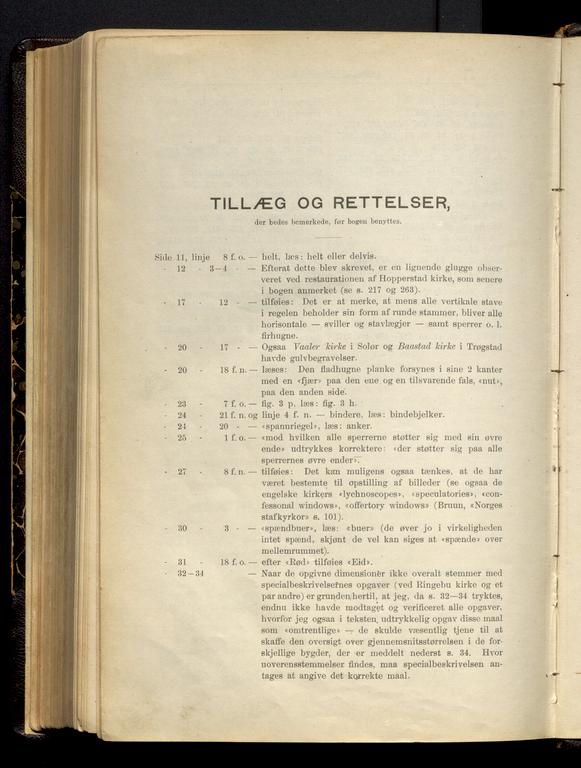 TILLÆG OG RETTELSER,
der bedes bemerkede, før bogen benyttes.
Side 11, linje 8 f. o. — helt, læs: helt eller delvis.
- 12 - 3—4 - — Efterat dette blev skrevet, er en lignende glugge obser-
veret ved restaurationen af Hopperstad kirke, som senere
i bogen anmerket (se s. 217 og 263).
- 17 - 12 - — tilføies: Det er at merke, at mens alle vertikale stave
i regelen beholder sin form af runde stammer, bliver alle
horisontale — sviller og stavlægjer — samt sperrer o. l.
firhugne.
- 20 - 17 - — Ogsaa Vaaler kirke i Solor og Baastad kirke i Trøgstad
havde gulvbegravelser.
- 20 - 18 f. n. — læses: Den fladhugne planke forsynes i sine 2 kanter
med en «fjær» paa den ene og en tilsvarende fals, «nut»,
paa den anden side.
- 23 - 7 f. o. — fig. 3 p, læs: fig. 3 h.
- 24 - 21 f. n. og linje 4 f. n. — bindere, læs: bindebjelker.
- 24 - 20 - — «spannriegel», læs: anker.
- 25 - 1 f. o. — «mod hvilken alle sperrerne støtter sig med sin øvre
ende» udtrykkes korrektere: «der støtter sig paa alle
sperrernes øvre ender».
- 27 - 8 f. n. — tilføies: Det kan muligens ogsaa tænkes, at de har
været bestemte til opstilling af billeder (se ogsaa de
engelske kirkers «lychnoscopes», «speculatories», «con-
fessonal windows», «offertory windows» (Bruun, «Norges
stafkyrkor» s. 101).
- 30 - 3 - — «spændbuer», læs: «buer» (de øver jo i virkeligheden
intet spænd, skjønt de vel kan siges at «spænde» over
mellemrummet).
- 31 - 18 f. o. — efter «Rød» tilføies «Eid».
- 32—34 — Naar de opgivne dimensioner ikke overalt stemmer med
specialbeskrivelsefnes opgaver (ved Ringebu kirke og et
par andre) er grunden hertil, at jeg, da s. 32—34 tryktes,
endnu ikke havde modtaget og verificeret alle opgaver,
hvorfor jeg ogsaa i teksten udtrykkelig opgav disse maal
som «omtrentlige» — de skulde væsentlig tjene til at
skaffe den oversigt over gjennemsnitsstørrelsen i de for-
skjellige bygder, der er meddelt nederst s. 34. Hvor
uoverensstemmelser findes, maa specialbeskrivelsen an-
tages at angive det korrekte maal.